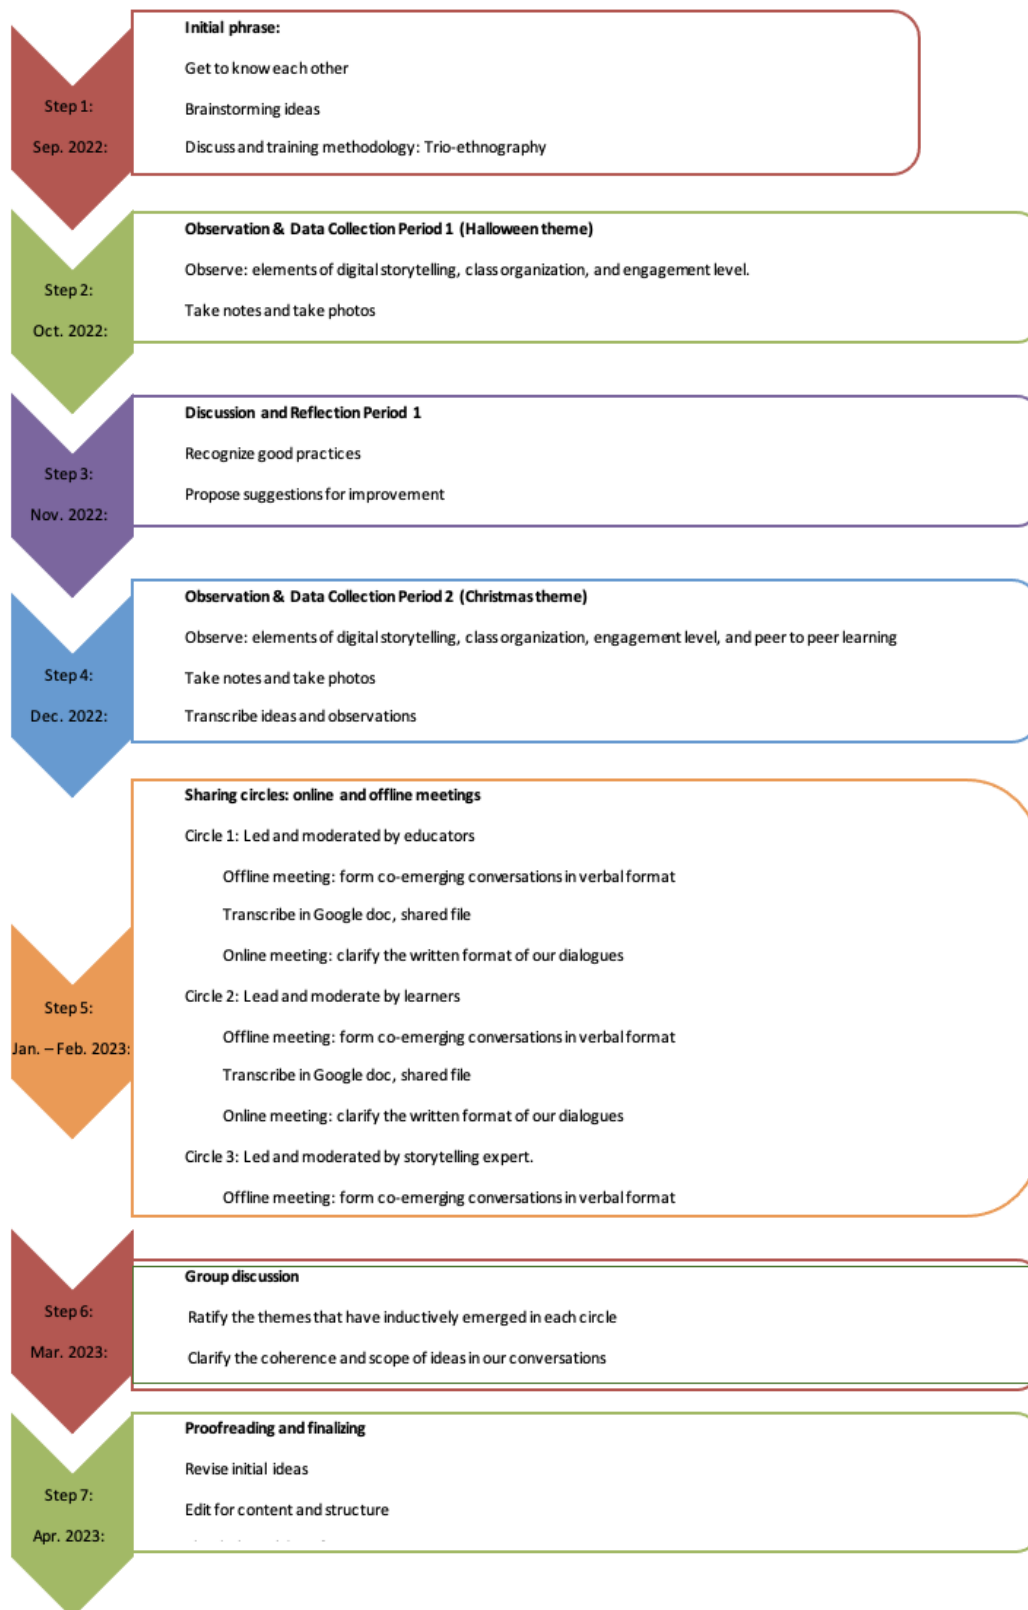 Initial phrase:
Get to know each other
Brainstorming ideas
Step 1:
Sep. 2022:
Discuss and training methodology: Trio-ethnography
Observation & Data Collection Period 1 (Halloween theme)
Observe: elements of digital storytelling, class organization, and engagement level.
Step 2:
Take notes and take photos
Oct. 2022:
Discussion and Reflection Period 1
Recognize good practices
Step 3:
Propose suggestions for improvement
Nov. 2022:
Observation & Data Collection Period 2 (Christmas theme)
Observe: elements of digital storytelling, class organization, engagement level, and peer to peer learning
Step 4:
Take notes and take photos
Dec. 2022:
Transcribe ideas and observations
Sharing circles: online and offline meetings
Circle 1: Led and moderated by educators
Offline meeting: form co-emerging conversations in verbal format
Transcribe in Google doc, shared file
Online meeting: clarify the written format of our dialogues
Circle 2: Lead and moderate by learners
Step 5:
Jan. – Feb. 2023:
Offline meeting: form co-emerging conversations in verbal format
Transcribe in Google doc, shared file
Online meeting: clarify the written format of our dialogues
Circle 3: Led and moderated by storytelling expert.
Offline meeting: form co-emerging conversations in verbal format
Group discussion
Step 6:
Ratify the themes that have inductively emerged in each circle
Mar. 2023:
Clarify the coherence and scope of ideas in our conversations
Proofreading and finalizing
Revise initial ideas
Step 7:
Edit for content and structure
Apr. 2023: